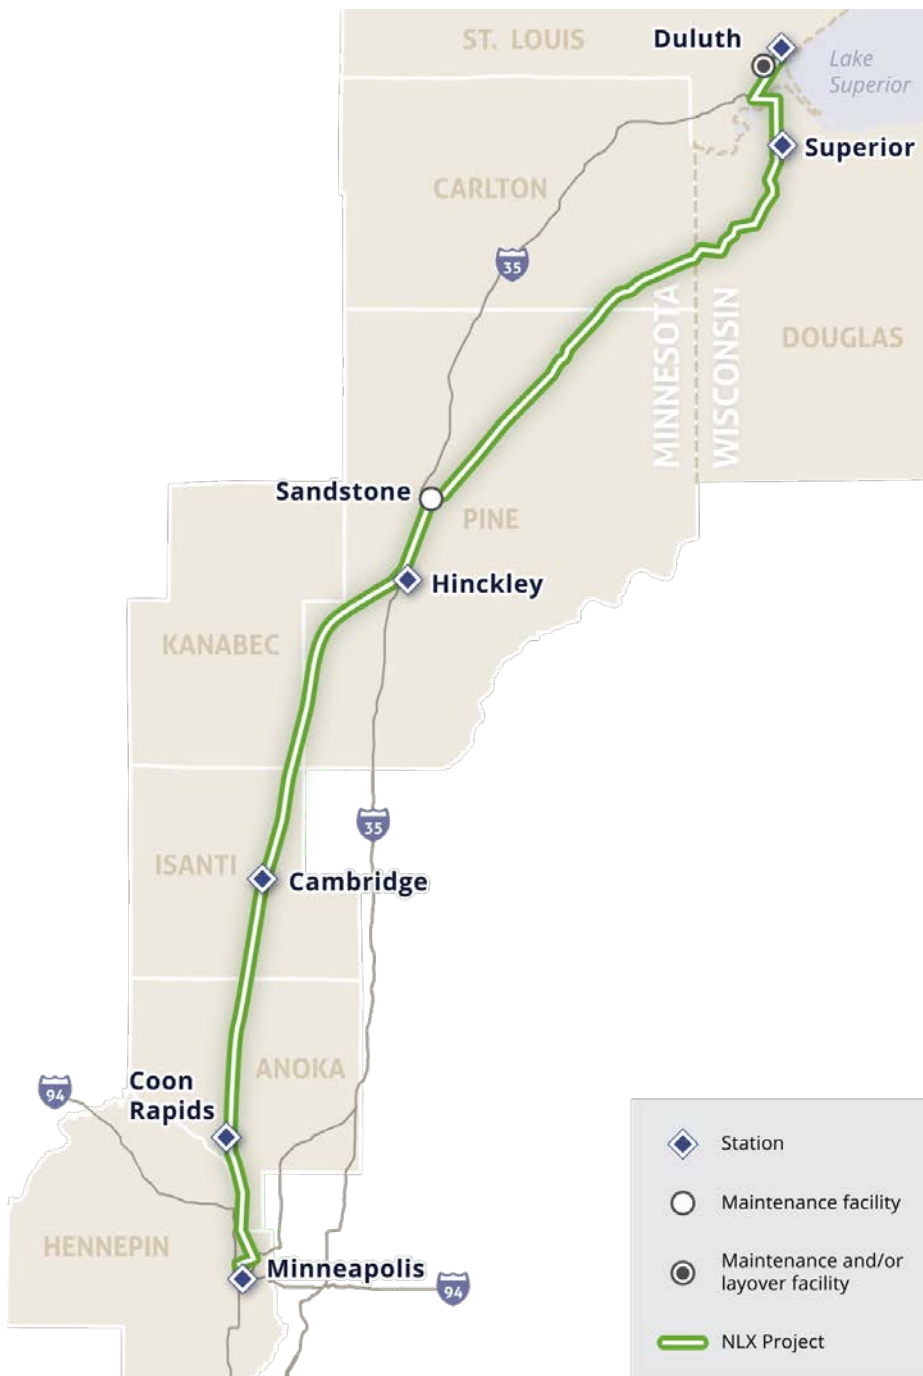 ST. LOUIS
Duluth
Lake
Superior
Superior
CARLTON
35
MINNESOTA
WISCONSIN
DOUGLAS
Sandstone
PINE
Hinckley
KANABEC
35
ISANTI
Cambridge
ANOKA
94
Coon
Rapids
HENNEPIN
Minneapolis
94
Station
Maintenance facility
Maintenance and/or
layover facility
NLX Project